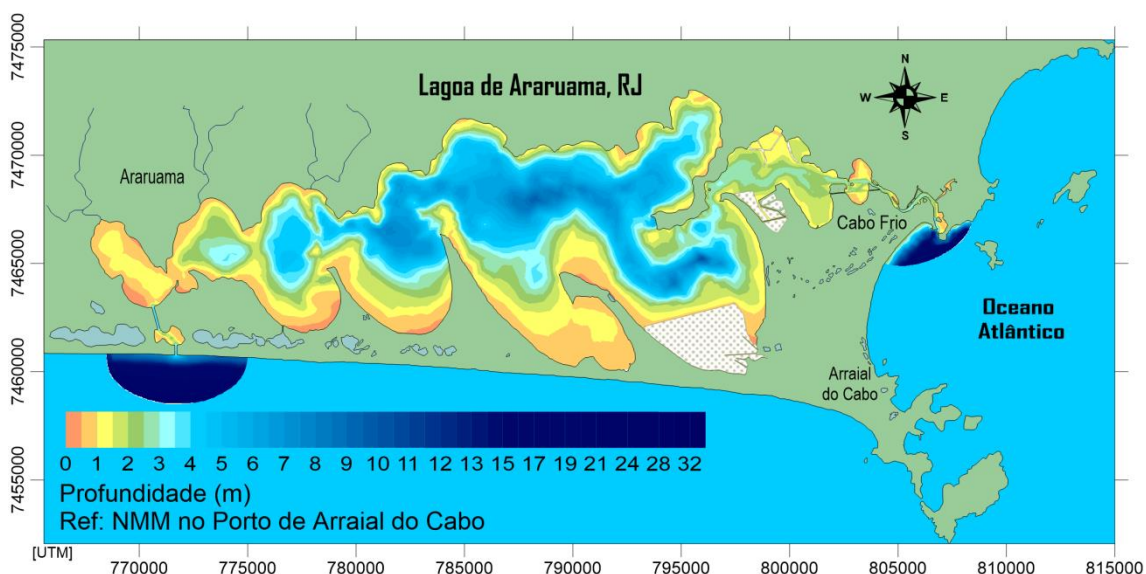 Lagoa de Araruama, RJ
N
W
E
S
Araruama
Cabo Frio
Oceano
Atlântico
Arraial
do Cabo
0 1 2 3 4 5 6 7 8 9 10 11 12 13 15 17 19 21 24 28 32
Profundidade (m)
Ref: NMM no Porto de Arraial do Cabo
7475000
7470000
7465000
7460000
7455000
[UTM]
770000 775000 780000 785000 790000 795000 800000 805000 810000 815000